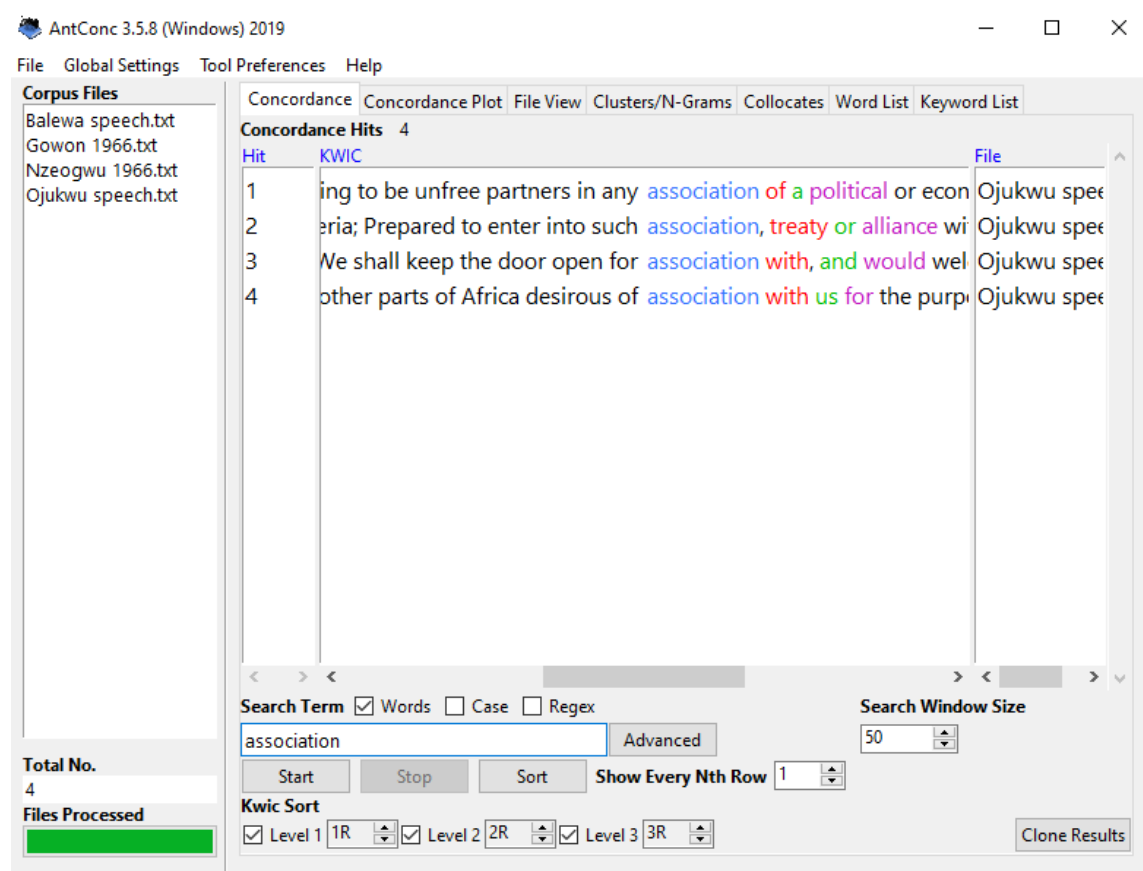 AntConc 3.5.8 (Windows) 2019
File Global Settings Tool Preferences Help
Corpus Files
Balewa speech.txt
Gowon 1966.txt
Nzeogwu 1966.txt
Ojukwu speech.txt
Total No.
4
Files Processed
Concordance Concordance Plot File View Clusters/N-Grams Collocates Word List Keyword List
Concordance Hits 4
Hit KWIC File
1 ing to be unfree partners in any association of a political or econ Ojukwu spee
2 eria; Prepared to enter into such association, treaty or alliance wi Ojukwu spee
3 We shall keep the door open for association with, and would wel Ojukwu spee
4 other parts of Africa desirous of association with us for the purp Ojukwu spee
Search Term Words Case Regex Search Window Size
association Advanced 50
Start Stop Sort Show Every Nth Row 1
Kwic Sort
Level 1 1R Level 2 2R Level 3 3R Clone Results